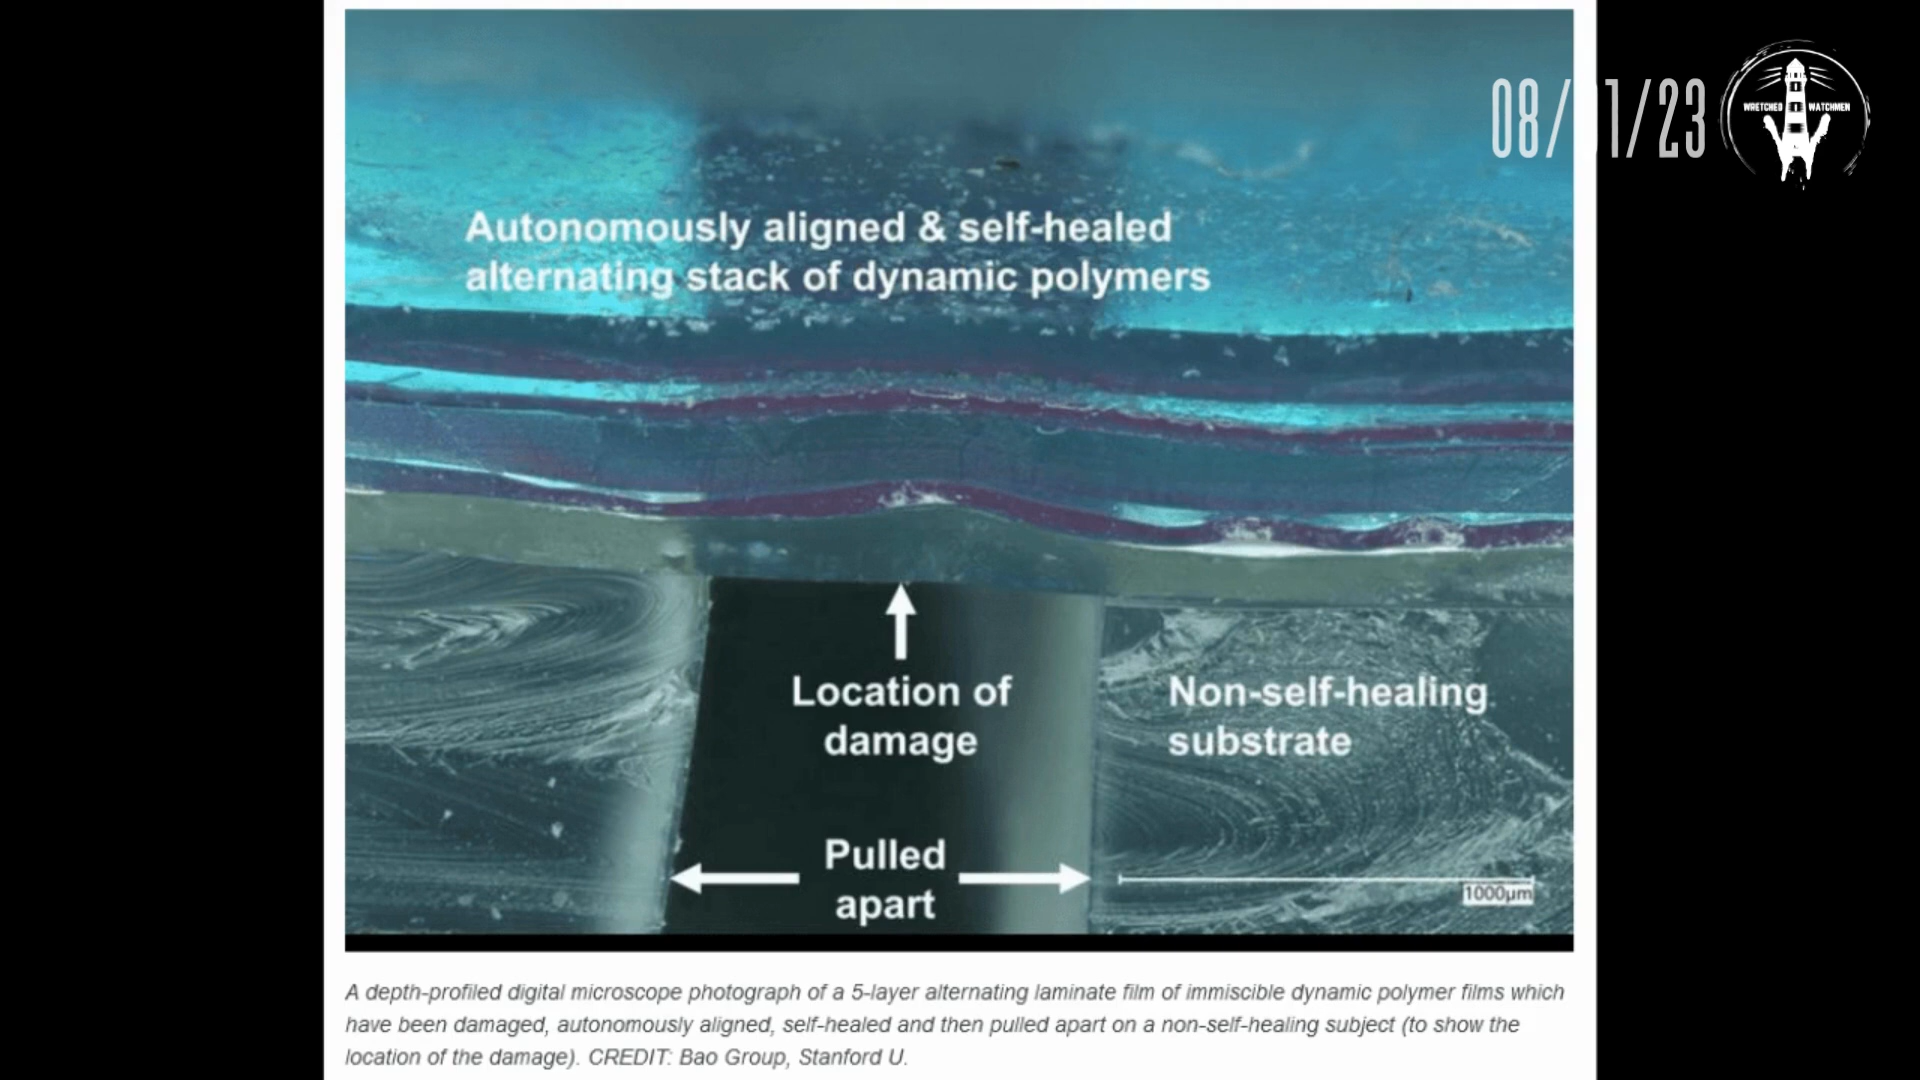 08/01/23
WRETCHED WATCHMEN
Autonomously aligned & self-healed
alternating stack of dynamic polymers
Location of
damage
Non-self-healing
substrate
Pulled
apart
1000µm
A depth-profiled digital microscope photograph of a 5-layer alternating laminate film of immiscible dynamic polymer films which
have been damaged, autonomously aligned, self-healed and then pulled apart on a non-self-healing subject (to show the
location of the damage). CREDIT: Bao Group, Stanford U.